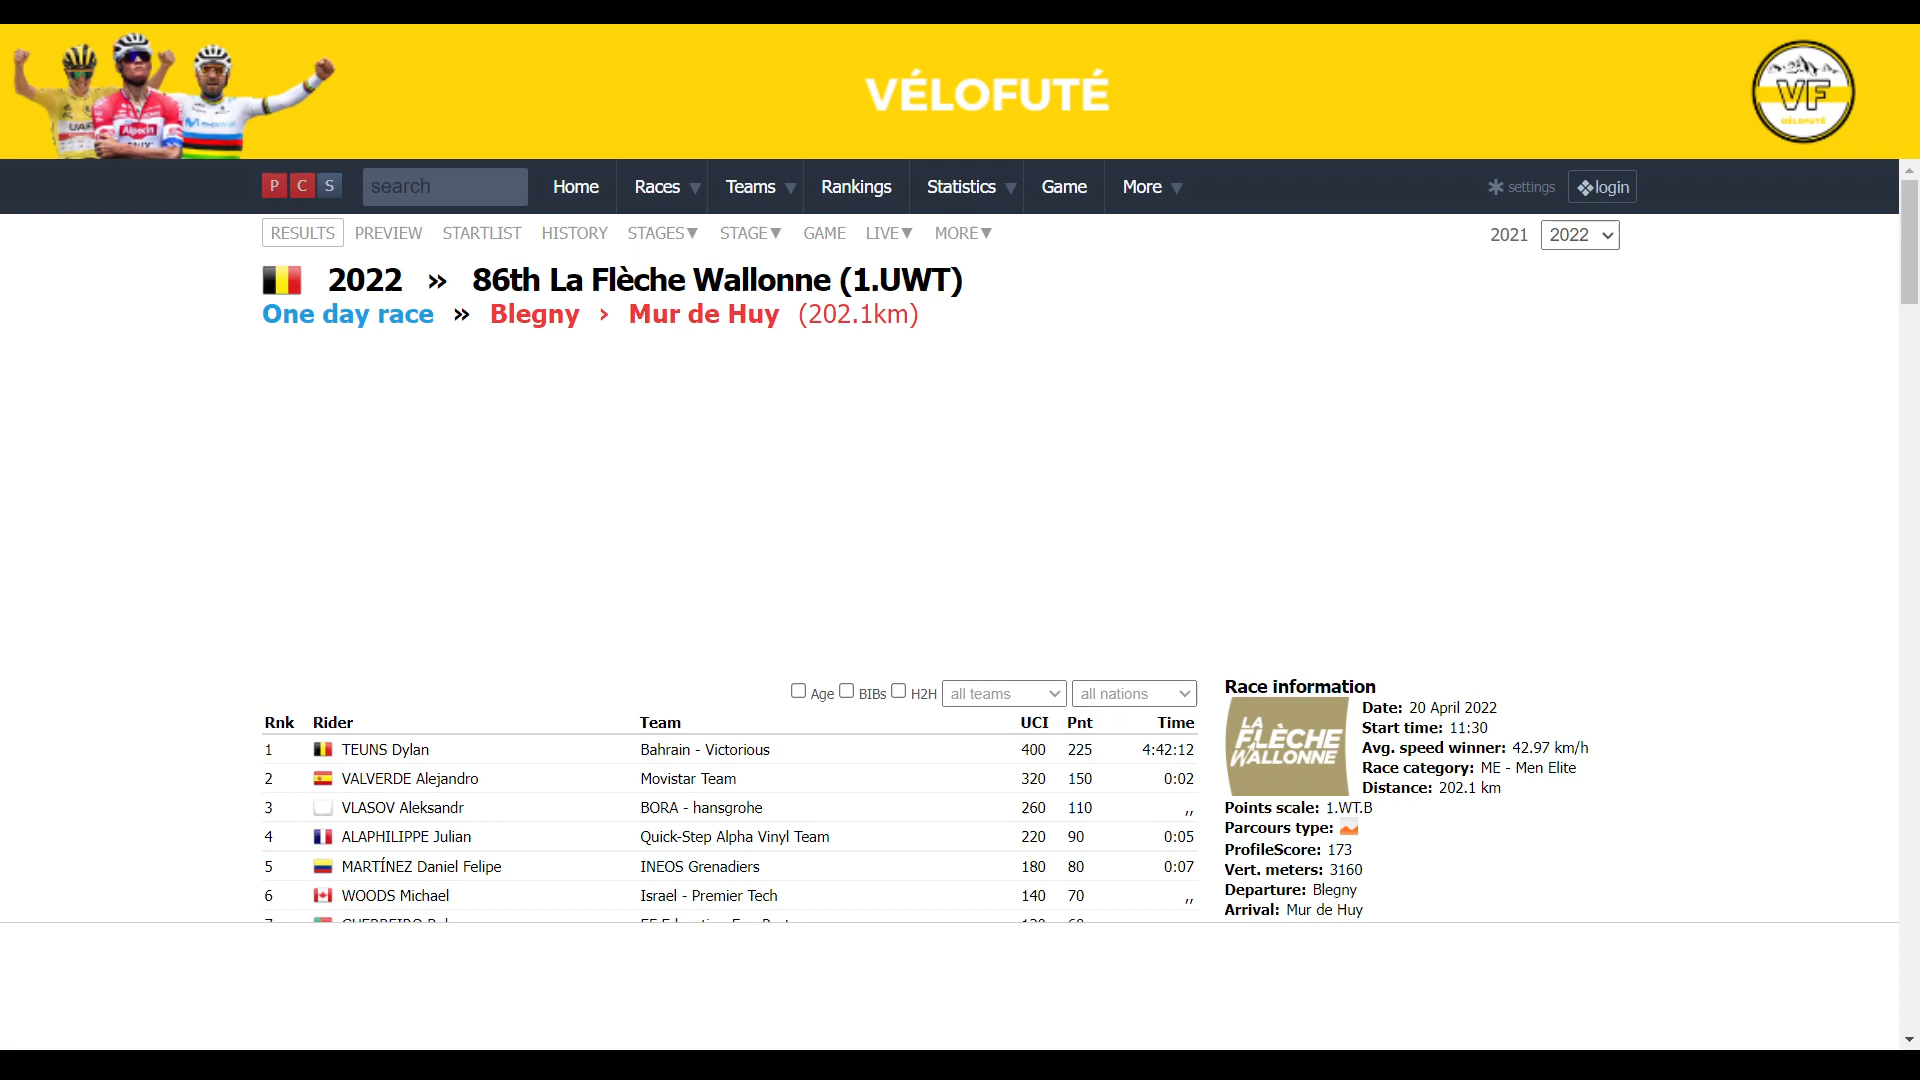 VÉLOFUTÉ
VF
VÉLOFUTÉ
UAE
Alpecin
Movistar
P C S search Home Races ▼ Teams ▼ Rankings Statistics ▼ Game More ▼ settings login
RESULTS PREVIEW STARTLIST HISTORY STAGES▼ STAGE▼ GAME LIVE▼ MORE▼ 2021 2022
2022 » 86th La Flèche Wallonne (1.UWT)
One day race » Blegny › Mur de Huy (202.1km)
Age BIBs H2H all teams all nations
Rnk Rider Team UCI Pnt Time
1 TEUNS Dylan Bahrain - Victorious 400 225 4:42:12
2 VALVERDE Alejandro Movistar Team 320 150 0:02
3 VLASOV Aleksandr BORA - hansgrohe 260 110 ,,
4 ALAPHILIPPE Julian Quick-Step Alpha Vinyl Team 220 90 0:05
5 MARTÍNEZ Daniel Felipe INEOS Grenadiers 180 80 0:07
6 WOODS Michael Israel - Premier Tech 140 70 ,,
Race information
LA
FLÈCHE
WALLONNE
Date: 20 April 2022
Start time: 11:30
Avg. speed winner: 42.97 km/h
Race category: ME - Men Elite
Distance: 202.1 km
Points scale: 1.WT.B
Parcours type:
ProfileScore: 173
Vert. meters: 3160
Departure: Blegny
Arrival: Mur de Huy